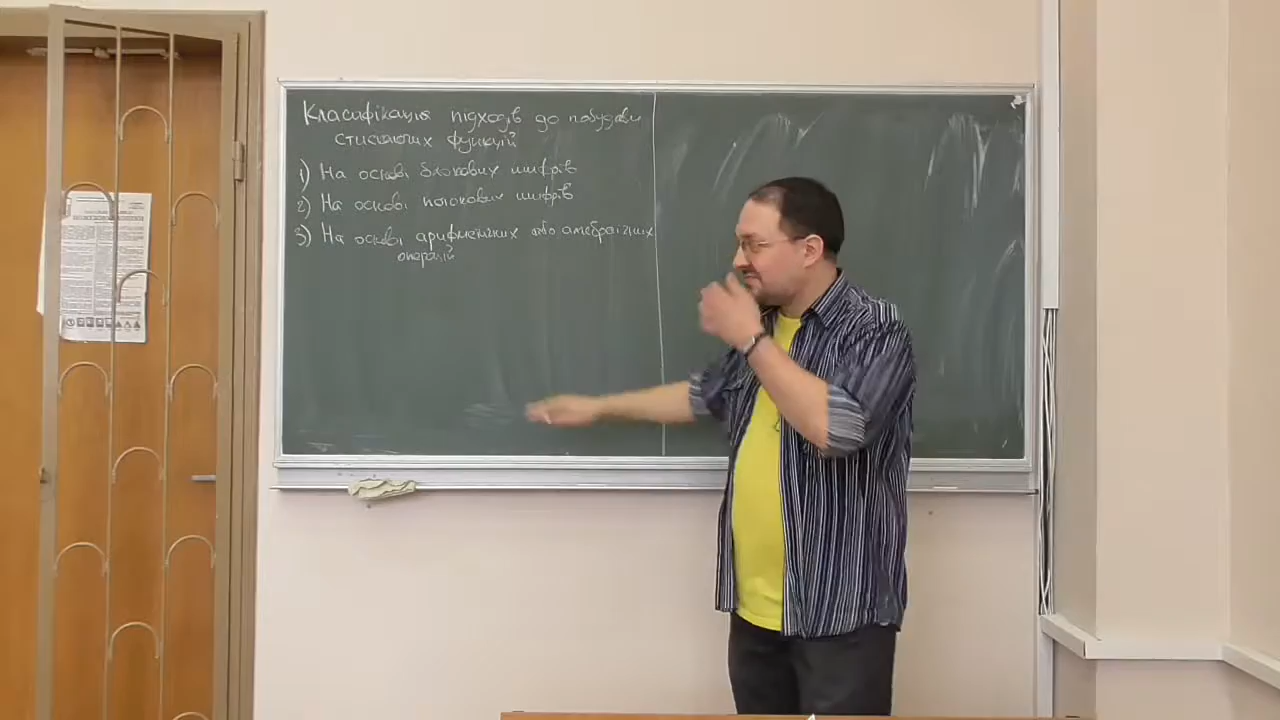 Класифікація підходів до побудови
стискаючих функцій
1) На основі блокових шифрів
2) На основі потокових шифрів
3) На основі арифметичних або алгебраїчних
операцій